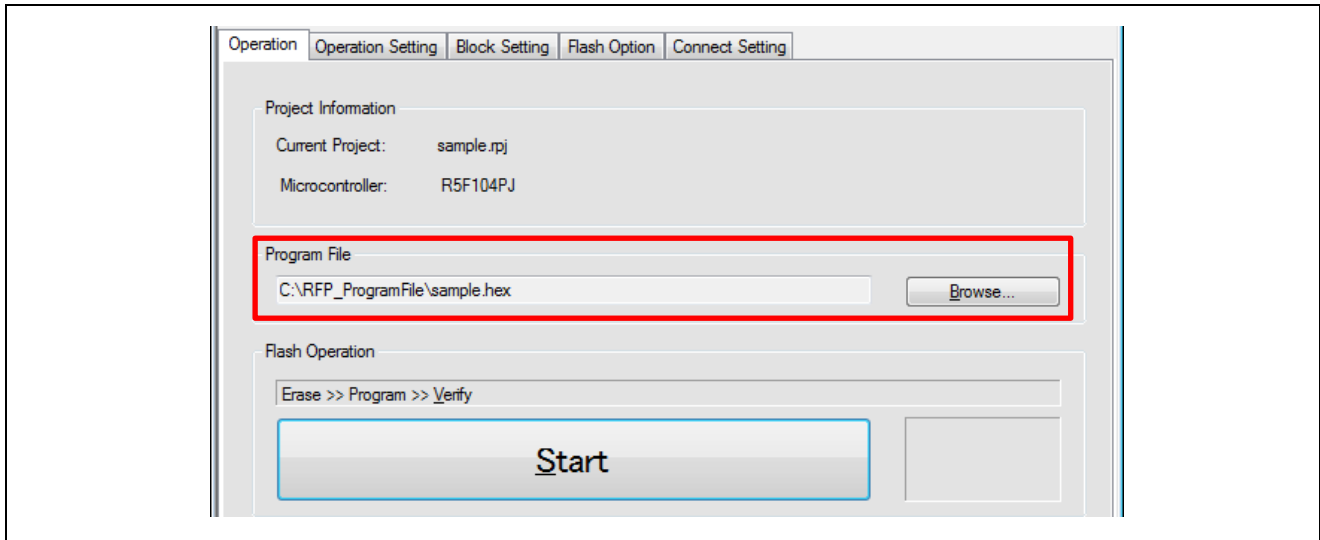 Operation Operation Setting Block Setting Flash Option Connect Setting
Project Information
Current Project: sample.rpj
Microcontroller: R5F104PJ
Program File
C:\RFP_ProgramFile\sample.hex Browse...
Flash Operation
Erase >> Program >> Verify
Start